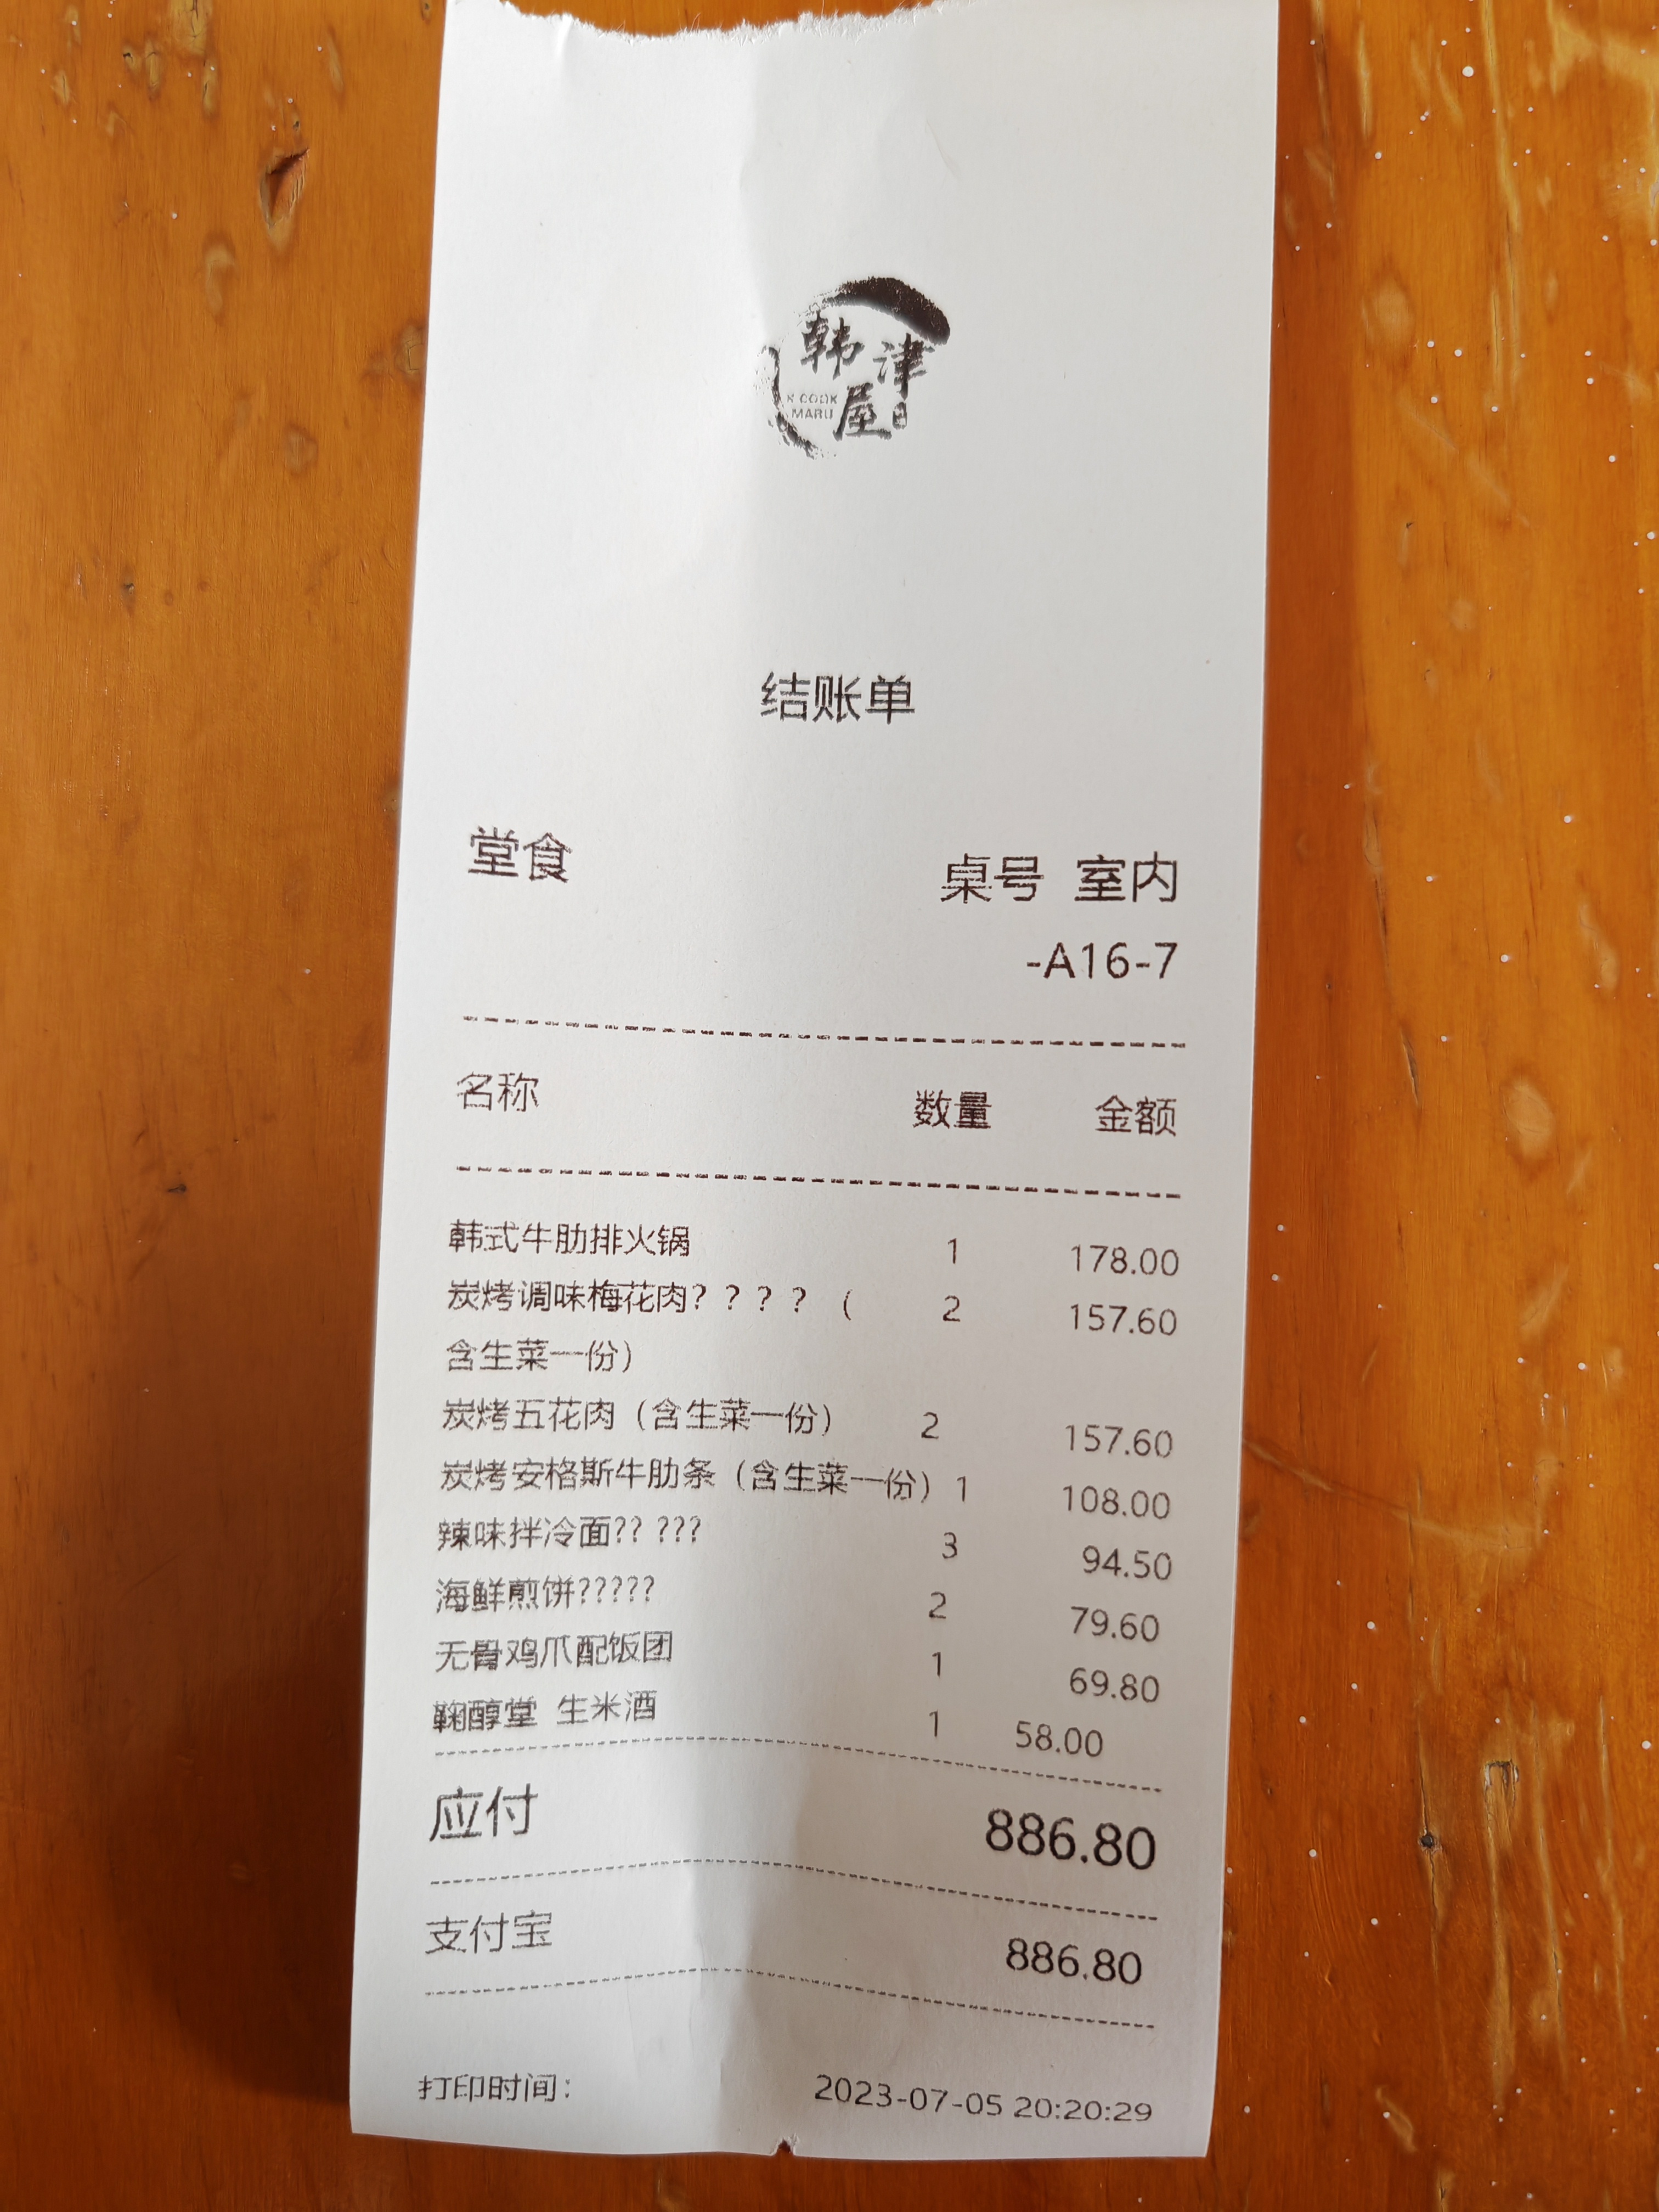 韩津
K COOK
MARU 屋
结账单
堂食 桌号 室内
-A16-7
名称 数量 金额
韩式牛肋排火锅 1 178.00
炭烤调味梅花肉？？？？（ 2 157.60
含生菜一份）
炭烤五花肉（含生菜一份） 2 157.60
炭烤安格斯牛肋条（含生菜一份） 1 108.00
辣味拌冷面?? ??? 3 94.50
海鲜煎饼????? 2 79.60
无骨鸡爪配饭团 1 69.80
鞠醇堂 生米酒 1 58.00
应付 886.80
支付宝 886.80
打印时间： 2023-07-05 20:20:29